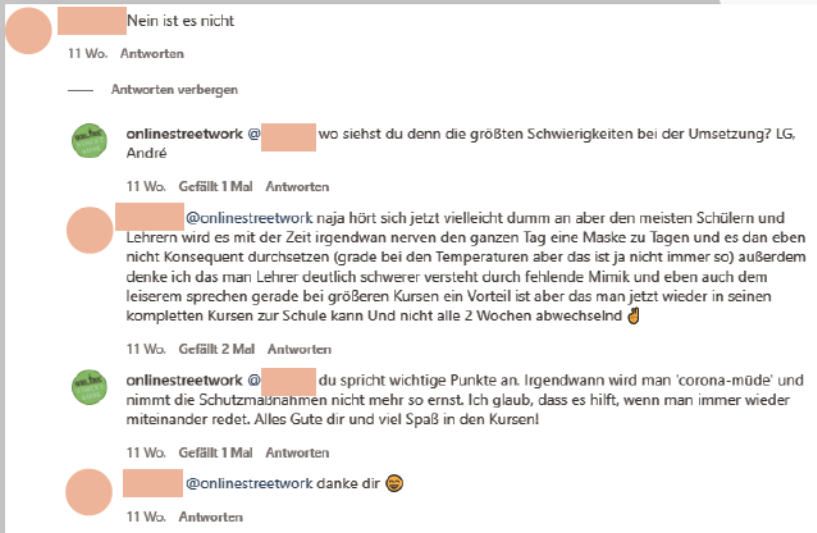 Nein ist es nicht
11 Wo. Antworten
Antworten verbergen
onlinestreetwork @ wo siehst du denn die größten Schwierigkeiten bei der Umsetzung? LG,
André
11 Wo. Gefällt 1 Mal Antworten
@onlinestreetwork naja hört sich jetzt vielleicht dumm an aber den meisten Schülern und
Lehrern wird es mit der Zeit irgendwan nerven den ganzen Tag eine Maske zu Tagen und es dan eben
nicht Konsequent durchsetzen (grade bei den Temperaturen aber das ist ja nicht immer so) außerdem
denke ich das man Lehrer deutlich schwerer versteht durch fehlende Mimik und eben auch dem
leiserem sprechen gerade bei größeren Kursen ein Vorteil ist aber das man jetzt wieder in seinen
kompletten Kursen zur Schule kann Und nicht alle 2 Wochen abwechselnd
11 Wo. Gefällt 2 Mal Antworten
onlinestreetwork @ du spricht wichtige Punkte an. Irgendwann wird man 'corona-müde' und
nimmt die Schutzmaßnahmen nicht mehr so ernst. Ich glaub, dass es hilft, wenn man immer wieder
miteinander redet. Alles Gute dir und viel Spaß in den Kursen!
11 Wo. Gefällt 1 Mal Antworten
@onlinestreetwork danke dir
11 Wo. Antworten